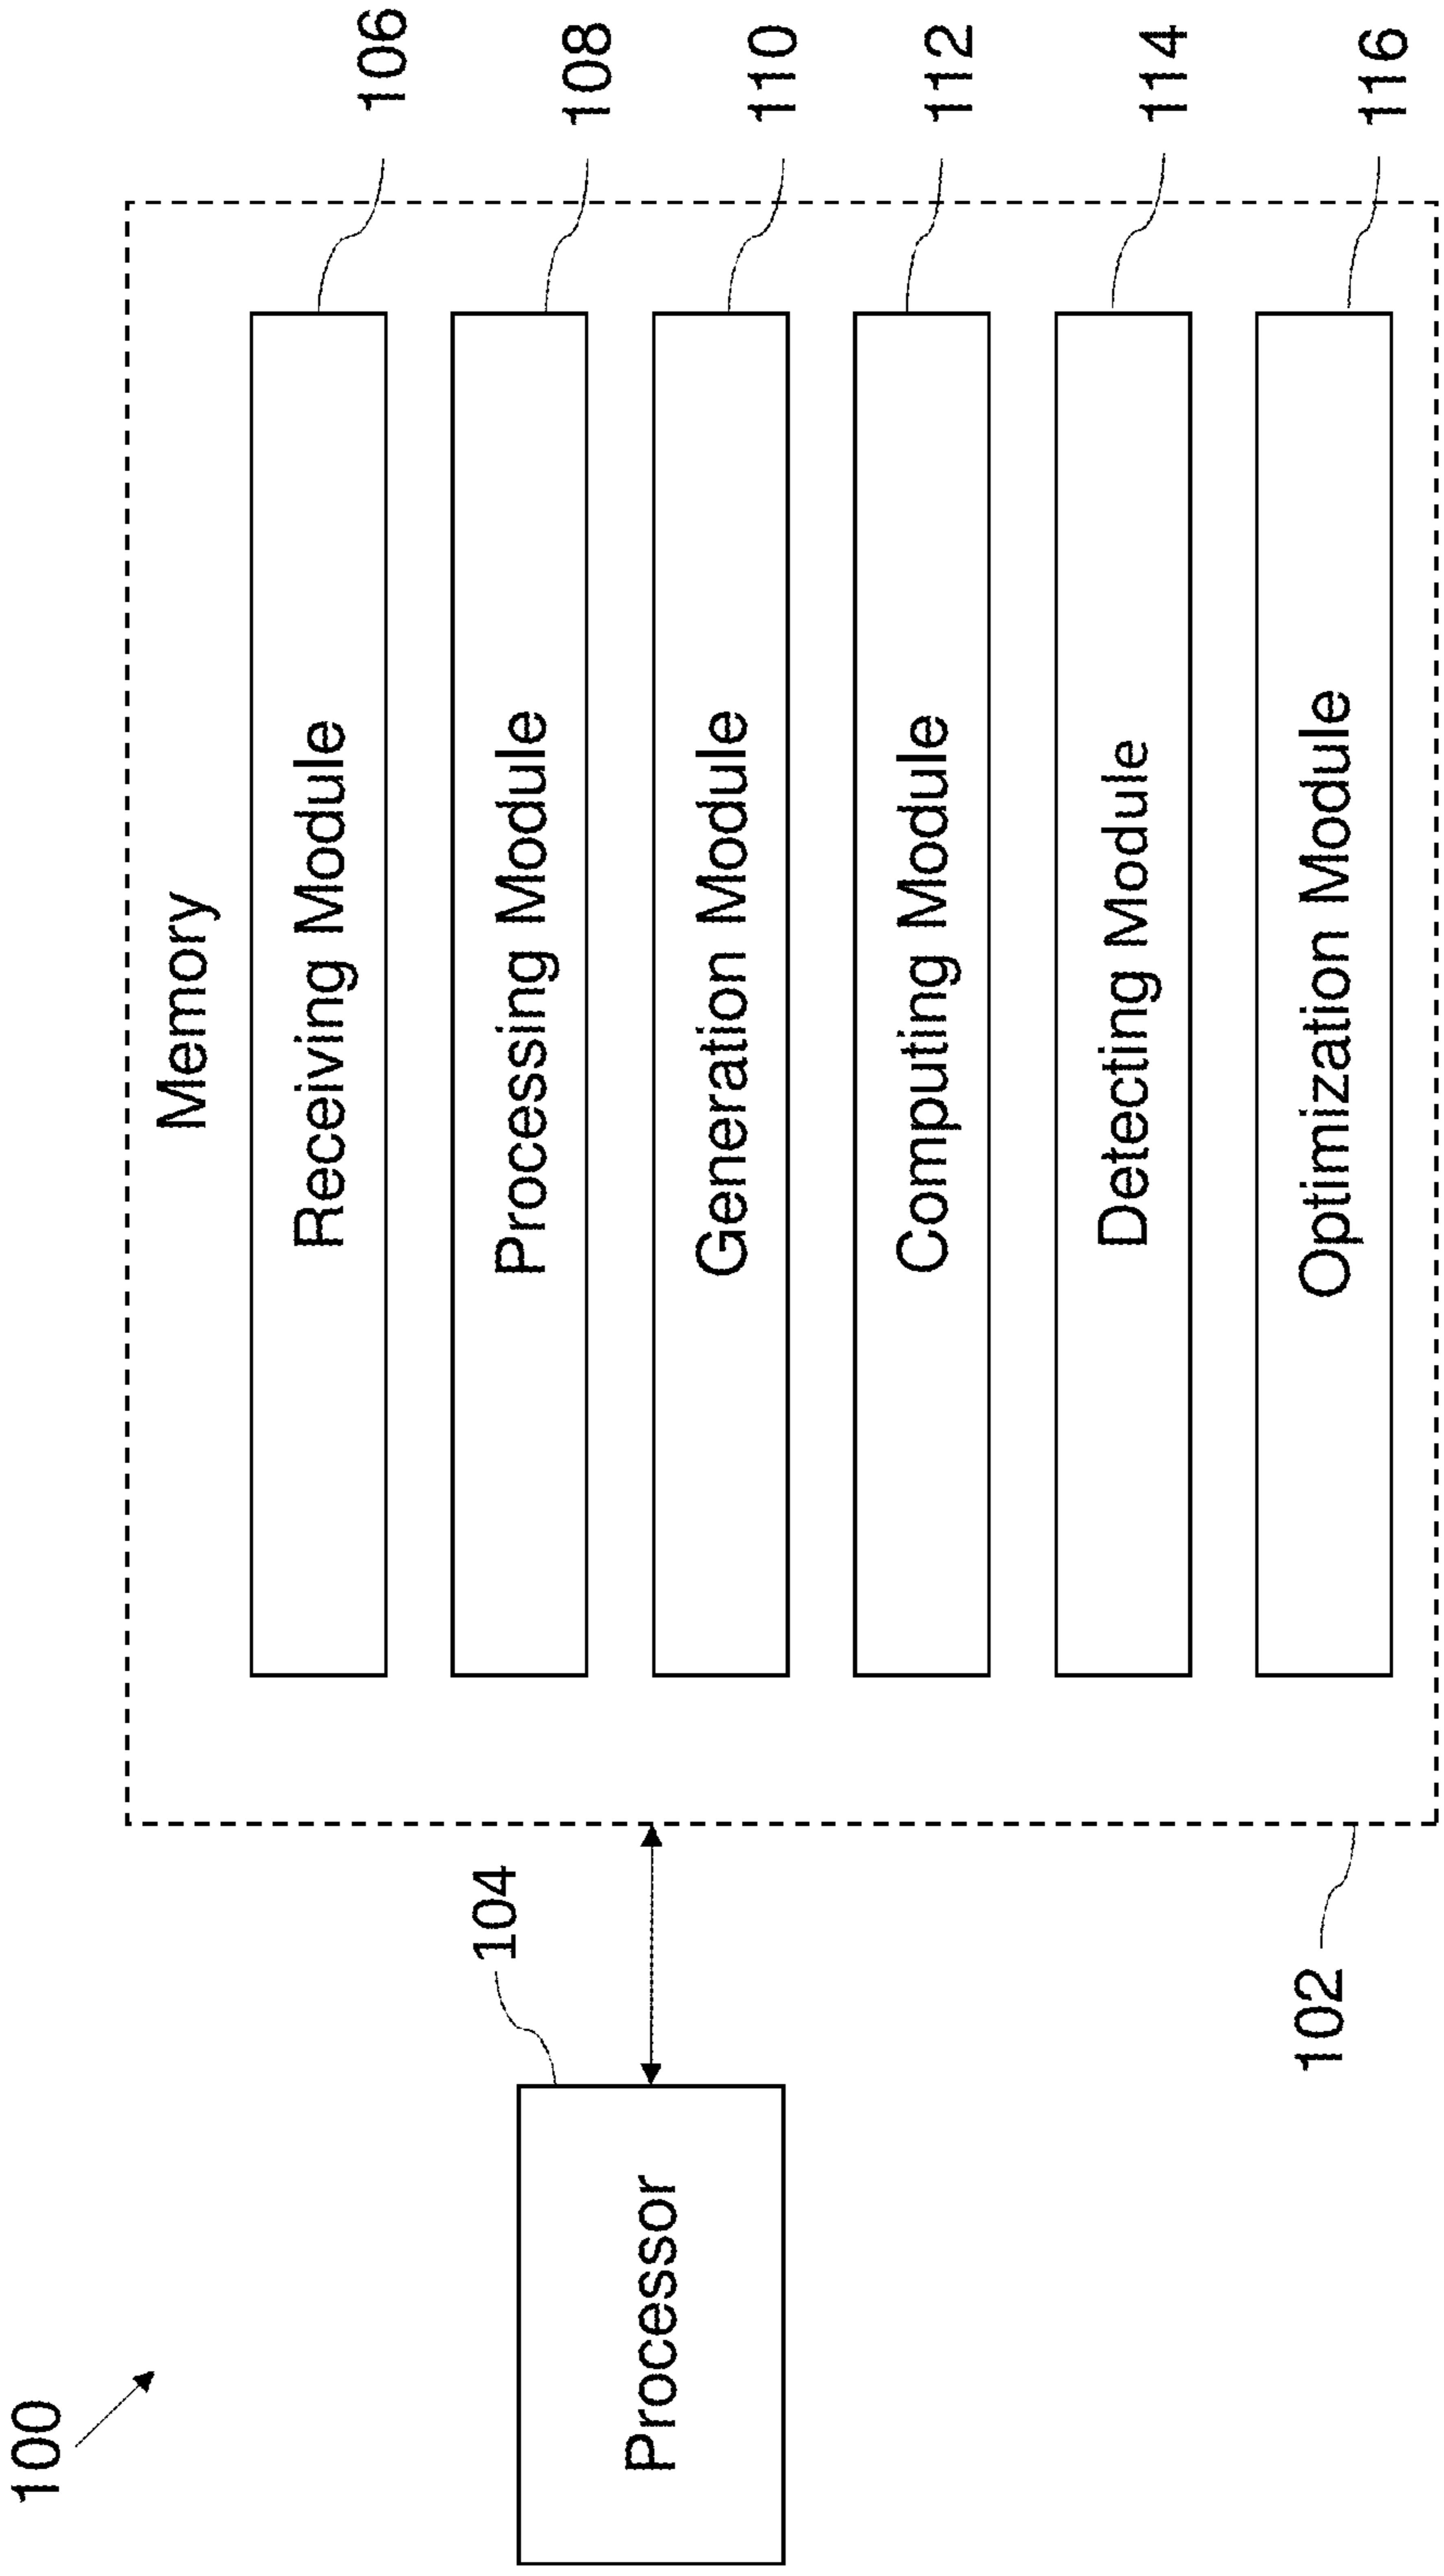 100
Memory
Receiving Module
106
Processing Module
108
104
Processor
Generation Module
110
Computing Module
112
Detecting Module
114
Optimization Module
116
102